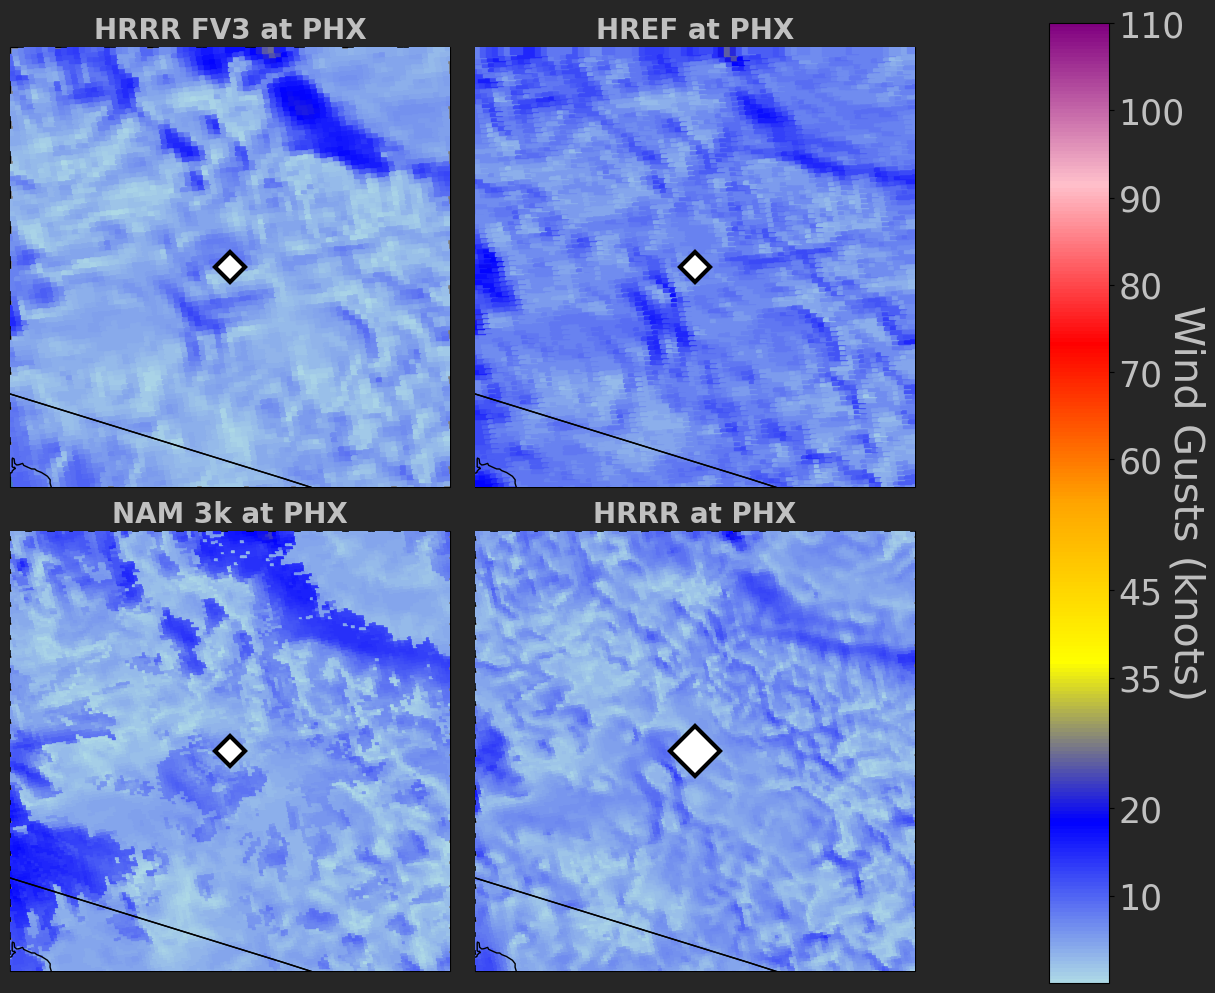 HRRR FV3 at PHX
HREF at PHX
NAM 3k at PHX
HRRR at PHX
110
100
90
80
70
60
45
35
20
10
Wind Gusts (knots)